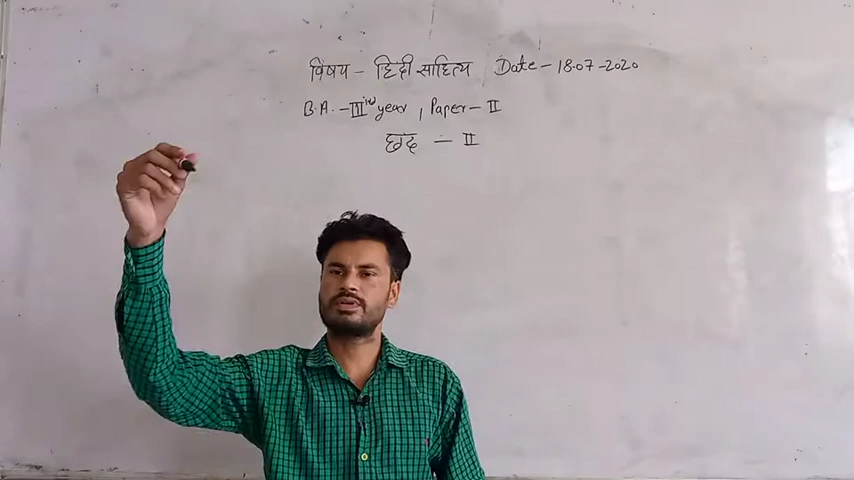 विषय - हिन्दी साहित्य Date - 18.07-2020
B.A. - IIIrd year, Paper - II
छंद - II